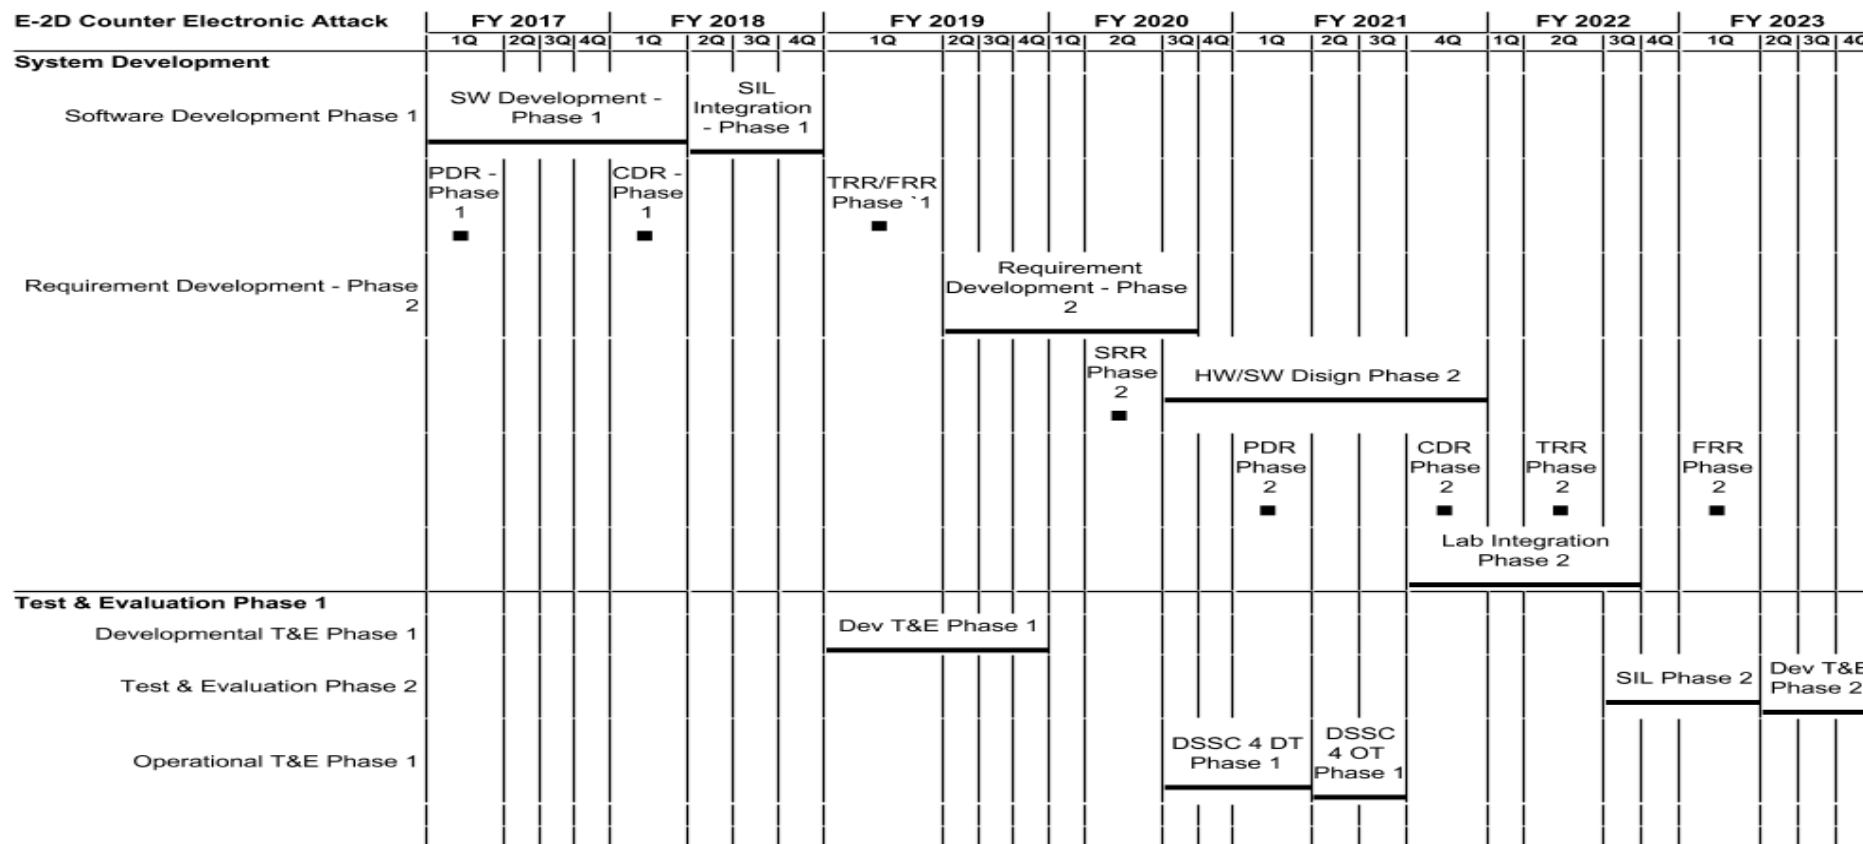 E-2D Counter Electronic Attack FY 2017 FY 2018 FY 2019 FY 2020 FY 2021 FY 2022 FY 2023
1Q 2Q 3Q 4Q 1Q 2Q 3Q 4Q 1Q 2Q 3Q 4Q 1Q 2Q 3Q 4Q 1Q 2Q 3Q 4Q 1Q 2Q 3Q 4Q 1Q 2Q 3Q 4Q
System Development
Software Development Phase 1
SW Development -
Phase 1
SIL
Integration
- Phase 1
PDR -
Phase
1
CDR -
Phase
1
TRR/FRR
Phase `1
Requirement Development - Phase
2
Requirement
Development - Phase
2
SRR
Phase
2
HW/SW Disign Phase 2
PDR
Phase
2
CDR
Phase
2
TRR
Phase
2
FRR
Phase
2
Lab Integration
Phase 2
Test & Evaluation Phase 1
Developmental T&E Phase 1
Dev T&E Phase 1
Test & Evaluation Phase 2
SIL Phase 2
Dev T&E
Phase 2
Operational T&E Phase 1
DSSC 4 DT
Phase 1
DSSC
4 OT
Phase 1